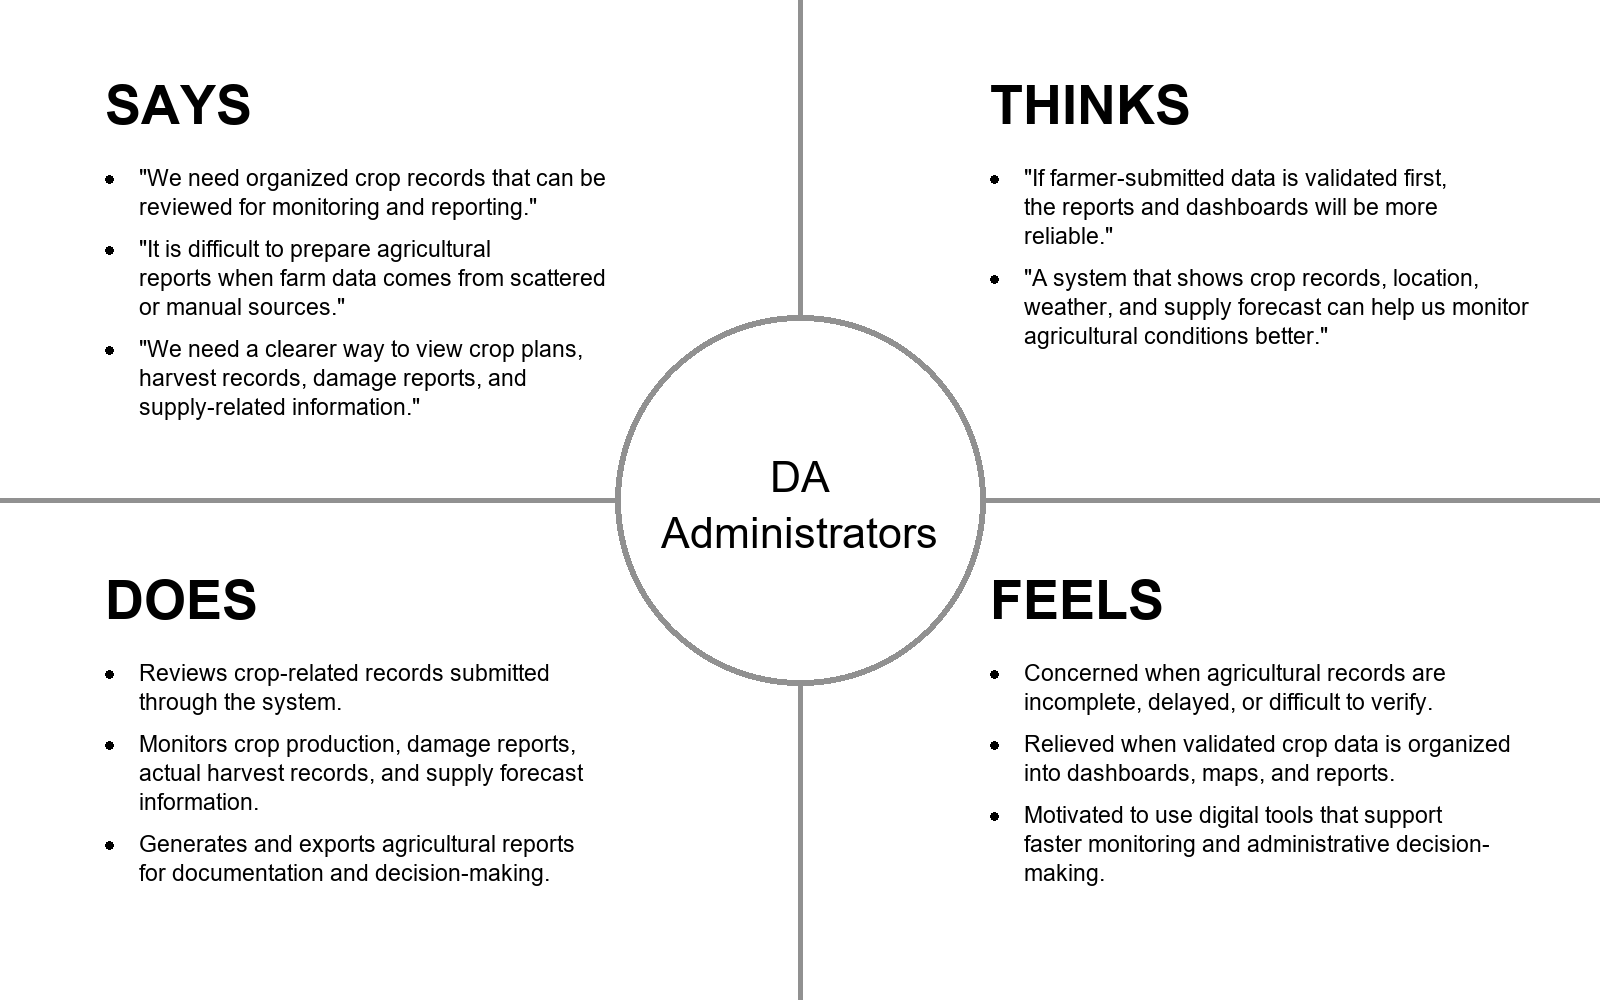 SAYS
• "We need organized crop records that can be
reviewed for monitoring and reporting."
• "It is difficult to prepare agricultural
reports when farm data comes from scattered
or manual sources."
• "We need a clearer way to view crop plans,
harvest records, damage reports, and
supply-related information."
THINKS
• "If farmer-submitted data is validated first,
the reports and dashboards will be more
reliable."
• "A system that shows crop records, location,
weather, and supply forecast can help us monitor
agricultural conditions better."
DA
Administrators
DOES
• Reviews crop-related records submitted
through the system.
• Monitors crop production, damage reports,
actual harvest records, and supply forecast
information.
• Generates and exports agricultural reports
for documentation and decision-making.
FEELS
• Concerned when agricultural records are
incomplete, delayed, or difficult to verify.
• Relieved when validated crop data is organized
into dashboards, maps, and reports.
• Motivated to use digital tools that support
faster monitoring and administrative decision-
making.